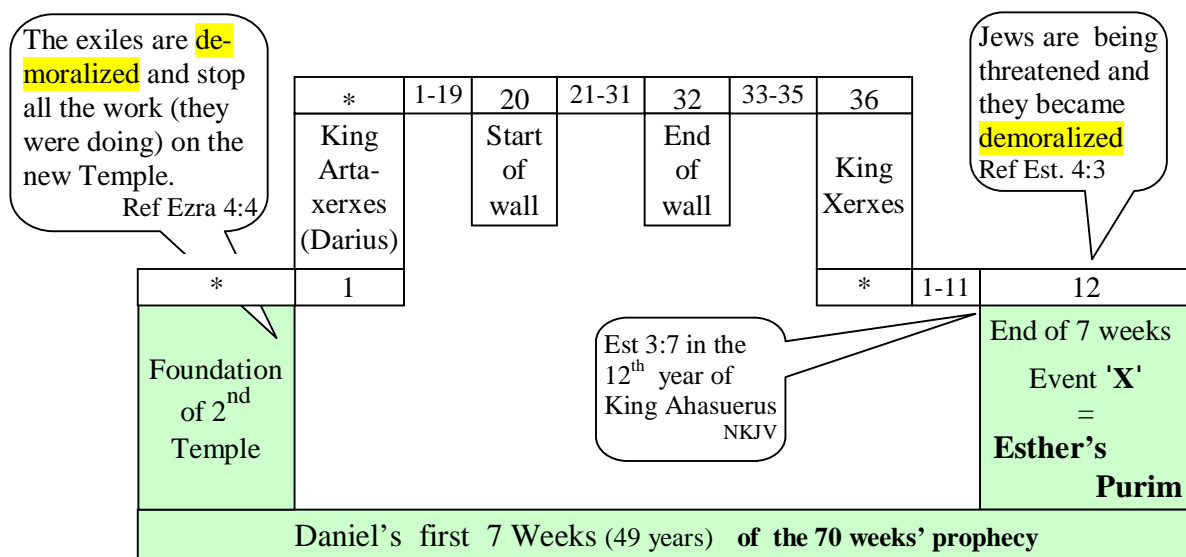 The exiles are de-
moralized and stop
all the work (they
were doing) on the
new Temple.
Ref Ezra 4:4
Jews are being
threatened and
they became
demoralized
Ref Est. 4:3
* 1-19 20 21-31 32 33-35 36
King
Arta-
xerxes
(Darius)
Start
of
wall
End
of
wall
King
Xerxes
* 1 * 1-11 12
Foundation
of 2nd
Temple
Est 3:7 in the
12th year of
King Ahasuerus
NKJV
End of 7 weeks
Event 'X'
=
Esther's
Purim
Daniel's first 7 Weeks (49 years) of the 70 weeks' prophecy